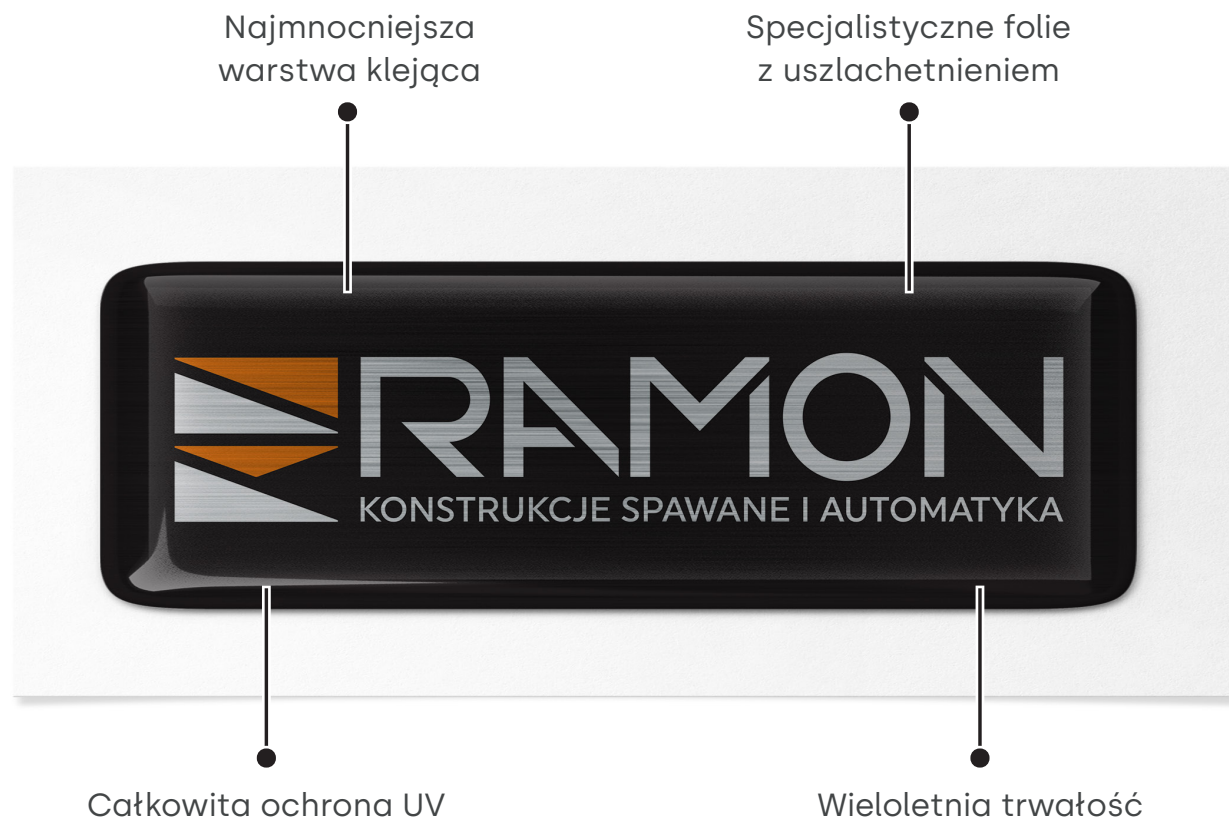 Najmnocniejsza
warstwa klejąca
Specjalistyczne folie
z uszlachetnieniem
RAMON
KONSTRUKCJE SPAWANE I AUTOMATYKA
Całkowita ochrona UV
Wieloletnia trwałość